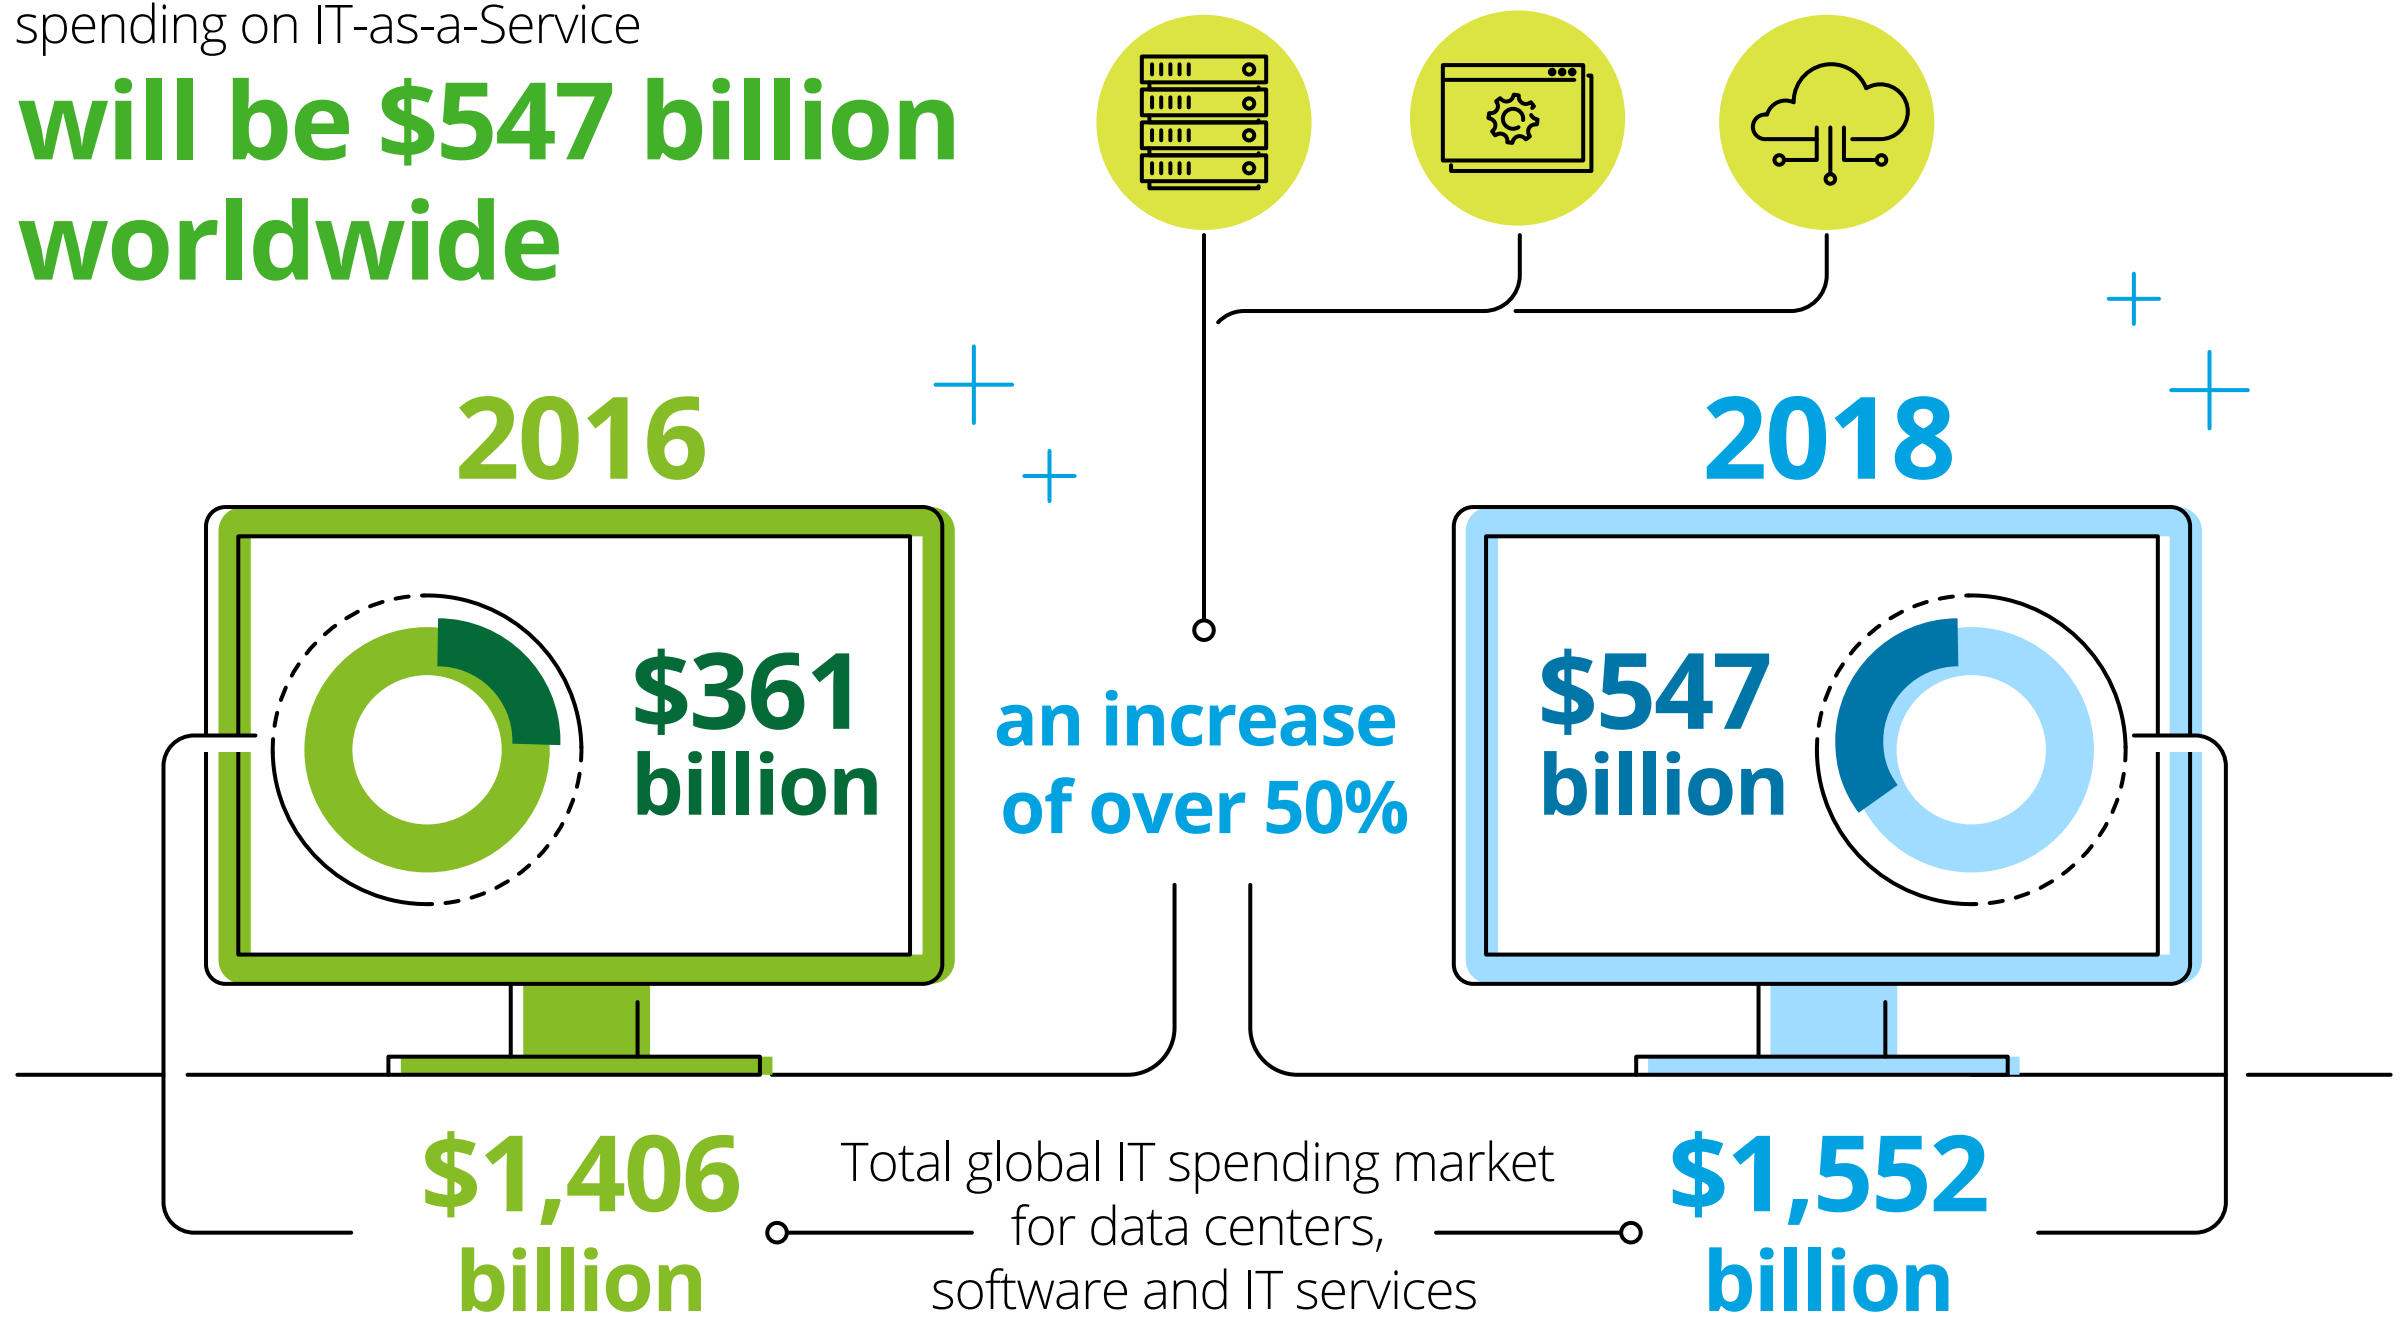 spending on IT-as-a-Service
will be $547 billion
worldwide
2016
2018
$361
billion
an increase
of over 50%
$547
billion
$1,406
billion
Total global IT spending market
for data centers,
software and IT services
$1,552
billion